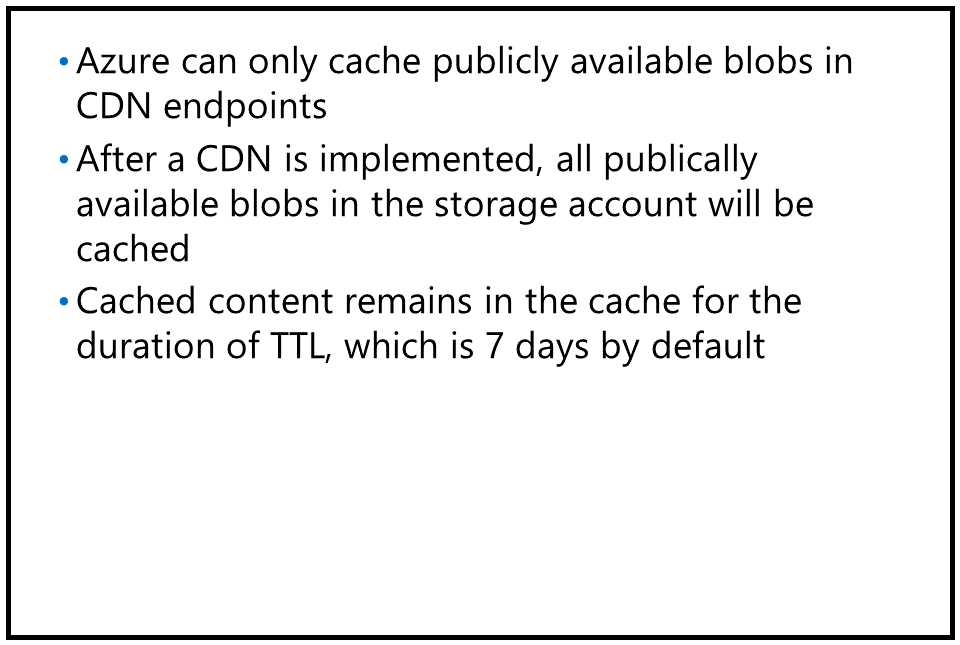 • Azure can only cache publicly available blobs in
CDN endpoints
• After a CDN is implemented, all publically
available blobs in the storage account will be
cached
• Cached content remains in the cache for the
duration of TTL, which is 7 days by default